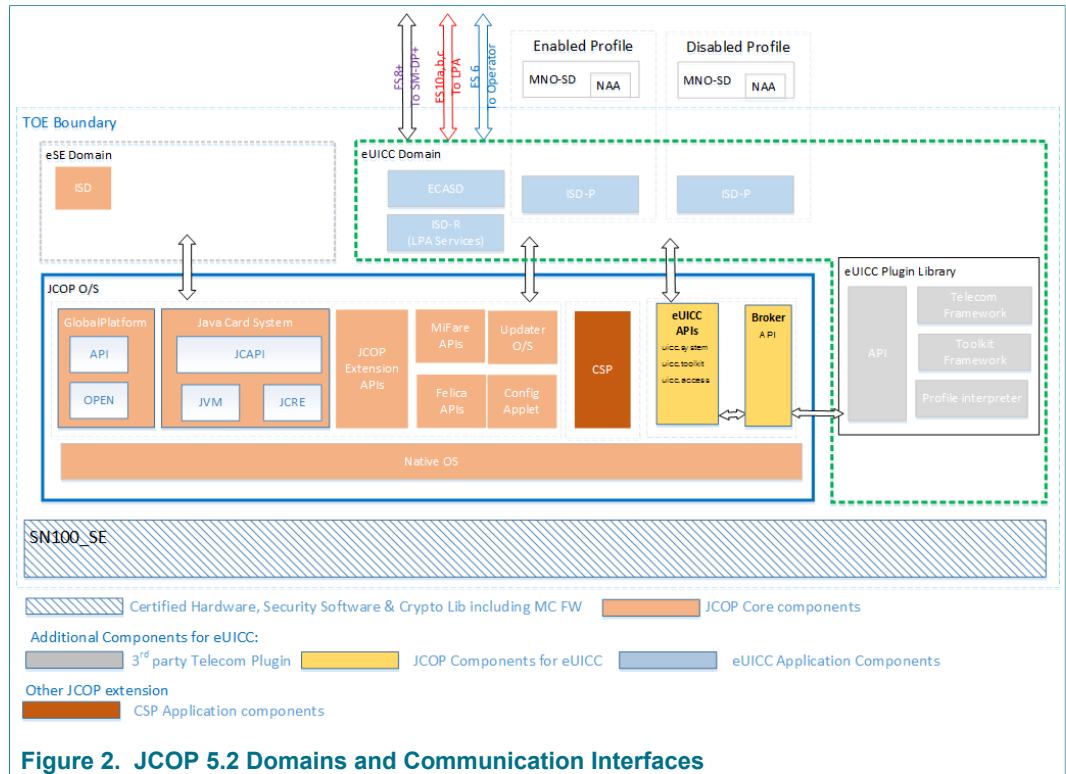 ES8+
To SM-DP+
ES10a,b,c
To LPA
ES 6
To Operator
Enabled Profile
MNO-SD
NAA
Disabled Profile
MNO-SD
NAA
TOE Boundary
eSE Domain
ISD
eUICC Domain
ECASD
ISD-R
(LPA Services)
ISD-P
ISD-P
JCOP O/S
GlobalPlatform
API
OPEN
Java Card System
JCAPI
JVM
JCRE
JCOP
Extension
APIs
MiFare
APIs
Updater
O/S
Felica
APIs
Config
Applet
CSP
eUICC
APIs
uicc.system
uicc.toolkit
uicc.access
Broker
API
eUICC Plugin Library
API
Telecom
Framework
Toolkit
Framework
Profile interpreter
Native OS
SN100_SE
Certified Hardware, Security Software & Crypto Lib including MC FW
JCOP Core components
Additional Components for eUICC:
3rd party Telecom Plugin
JCOP Components for eUICC
eUICC Application Components
Other JCOP extension
CSP Application components
Figure 2. JCOP 5.2 Domains and Communication Interfaces